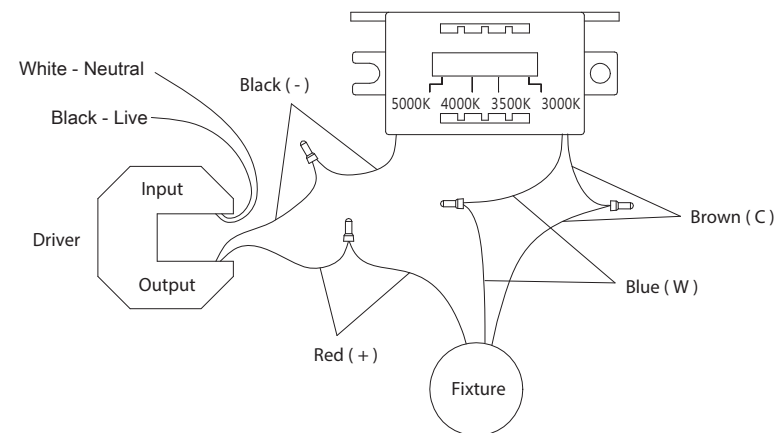 White - Neutral
Black - Live
Black ( - )
5000K 4000K 3500K 3000K
Input
Driver
Output
Brown ( C )
Blue ( W )
Red ( + )
Fixture